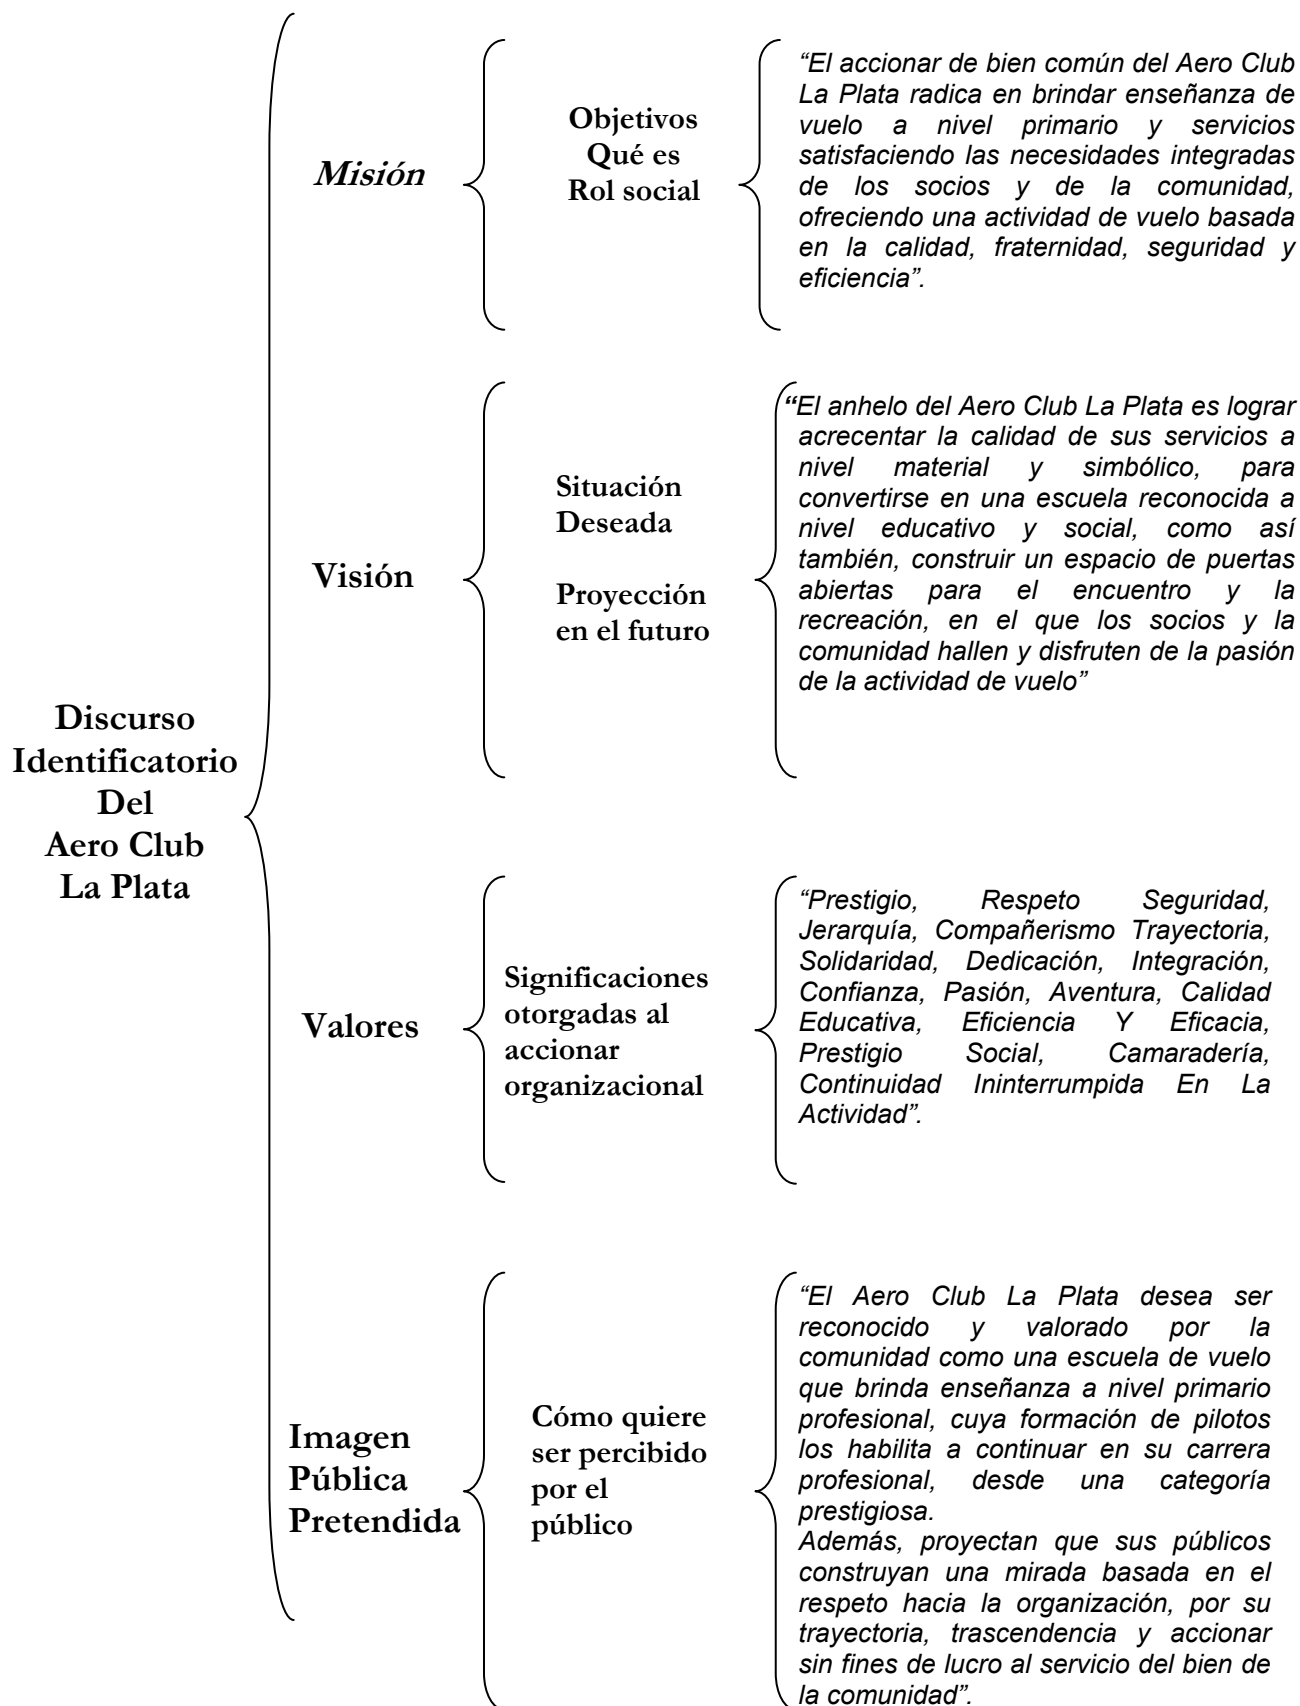 Discurso
Identificatorio
Del
Aero Club
La Plata
Misión
Objetivos
Qué es
Rol social
“El accionar de bien común del Aero Club
La Plata radica en brindar enseñanza de
vuelo a nivel primario y servicios
satisfaciendo las necesidades integradas
de los socios y de la comunidad,
ofreciendo una actividad de vuelo basada
en la calidad, fraternidad, seguridad y
eficiencia”.
Visión
Situación
Deseada
Proyección
en el futuro
“El anhelo del Aero Club La Plata es lograr
acrecentar la calidad de sus servicios a
nivel material y simbólico, para
convertirse en una escuela reconocida a
nivel educativo y social, como así
también, construir un espacio de puertas
abiertas para el encuentro y la
recreación, en el que los socios y la
comunidad hallen y disfruten de la pasión
de la actividad de vuelo”
Valores
Significaciones
otorgadas al
accionar
organizacional
“Prestigio, Respeto Seguridad,
Jerarquía, Compañerismo Trayectoria,
Solidaridad, Dedicación, Integración,
Confianza, Pasión, Aventura, Calidad
Educativa, Eficiencia Y Eficacia,
Prestigio Social, Camaradería,
Continuidad Ininterrumpida En La
Actividad”.
Imagen
Pública
Pretendida
Cómo quiere
ser percibido
por el
público
“El Aero Club La Plata desea ser
reconocido y valorado por la
comunidad como una escuela de vuelo
que brinda enseñanza a nivel primario
profesional, cuya formación de pilotos
los habilita a continuar en su carrera
profesional, desde una categoría
prestigiosa.
Además, proyectan que sus públicos
construyan una mirada basada en el
respeto hacia la organización, por su
trayectoria, trascendencia y accionar
sin fines de lucro al servicio del bien de
la comunidad”.